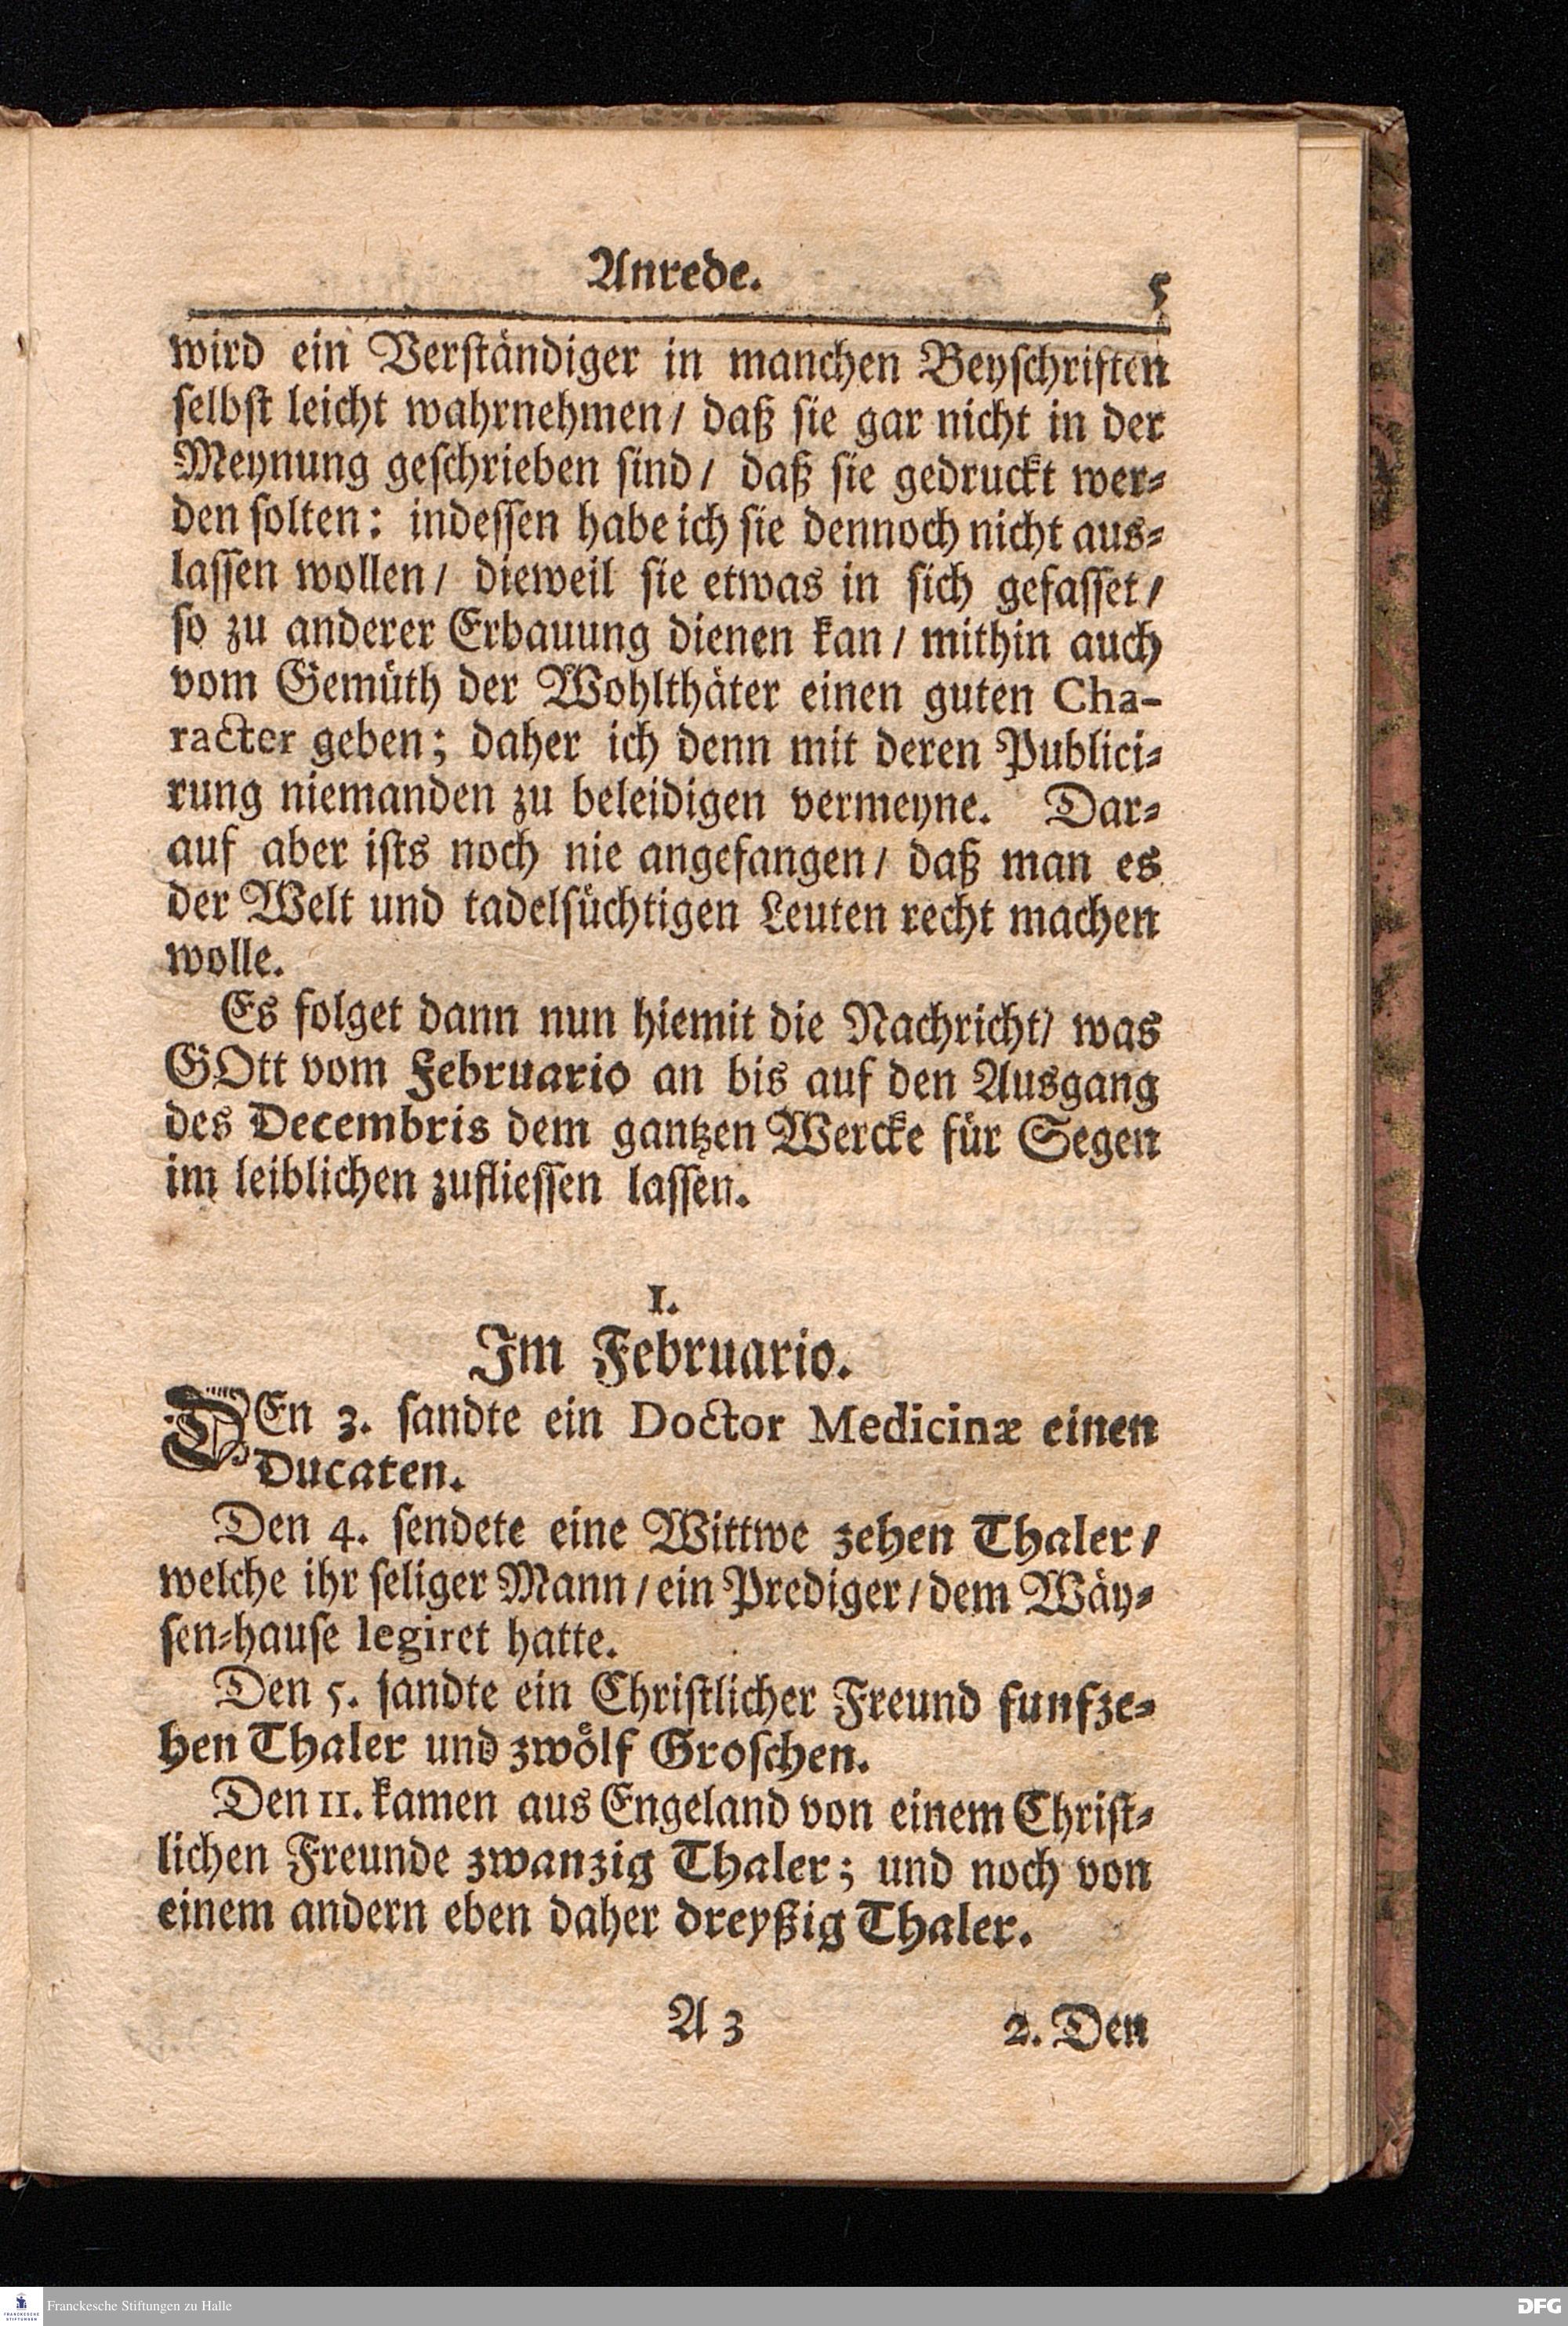 Anrede. 5
wird ein Verständiger in manchen Beyschriften
selbst leicht wahrnehmen/ daß sie gar nicht in der
Meynung geschrieben sind/ daß sie gedruckt wer-
den solten: indessen habe ich sie dennoch nicht aus-
lassen wollen/ dieweil sie etwas in sich gefasset/
so zu anderer Erbauung dienen kan/ mithin auch
vom Gemüth der Wohlthäter einen guten Cha-
racter geben; daher ich denn mit deren Publici-
rung niemanden zu beleidigen vermeyne. Dar-
auf aber ists noch nie angefangen/ daß man es
der Welt und tadelsüchtigen Leuten recht machen
wolle.
Es folget dann nun hiemit die Nachricht/ was
GOtt vom Februario an bis auf den Ausgang
des Decembris dem gantzen Wercke für Segen
im leiblichen zufliessen lassen.
I.
Im Februario.
DEn 3. sandte ein Doctor Medicinæ einen
Ducaten.
Den 4. sendete eine Wittwe zehen Thaler/
welche ihr seliger Mann/ ein Prediger/ dem Wäy-
sen-hause legiret hatte.
Den 5. sandte ein Christlicher Freund funfze-
hen Thaler und zwölf Groschen.
Den 11. kamen aus Engeland von einem Christ-
lichen Freunde zwanzig Thaler; und noch von
einem andern eben daher dreyßig Thaler.
A 3 2. Den
FRANCKESCHE STIFTUNGEN
Franckesche Stiftungen zu Halle
DFG